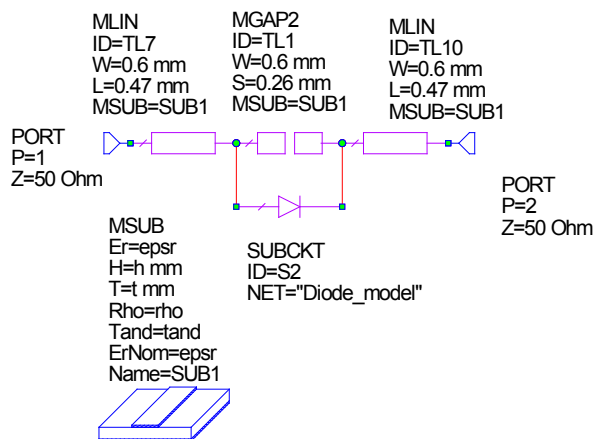 MLIN
ID=TL7
W=0.6 mm
L=0.47 mm
MSUB=SUB1
MGAP2
ID=TL1
W=0.6 mm
S=0.26 mm
MSUB=SUB1
MLIN
ID=TL10
W=0.6 mm
L=0.47 mm
MSUB=SUB1
PORT
P=1
Z=50 Ohm
PORT
P=2
Z=50 Ohm
MSUB
Er=epsr
H=h mm
T=t mm
Rho=rho
Tand=tand
ErNom=epsr
Name=SUB1
SUBCKT
ID=S2
NET="Diode_model"